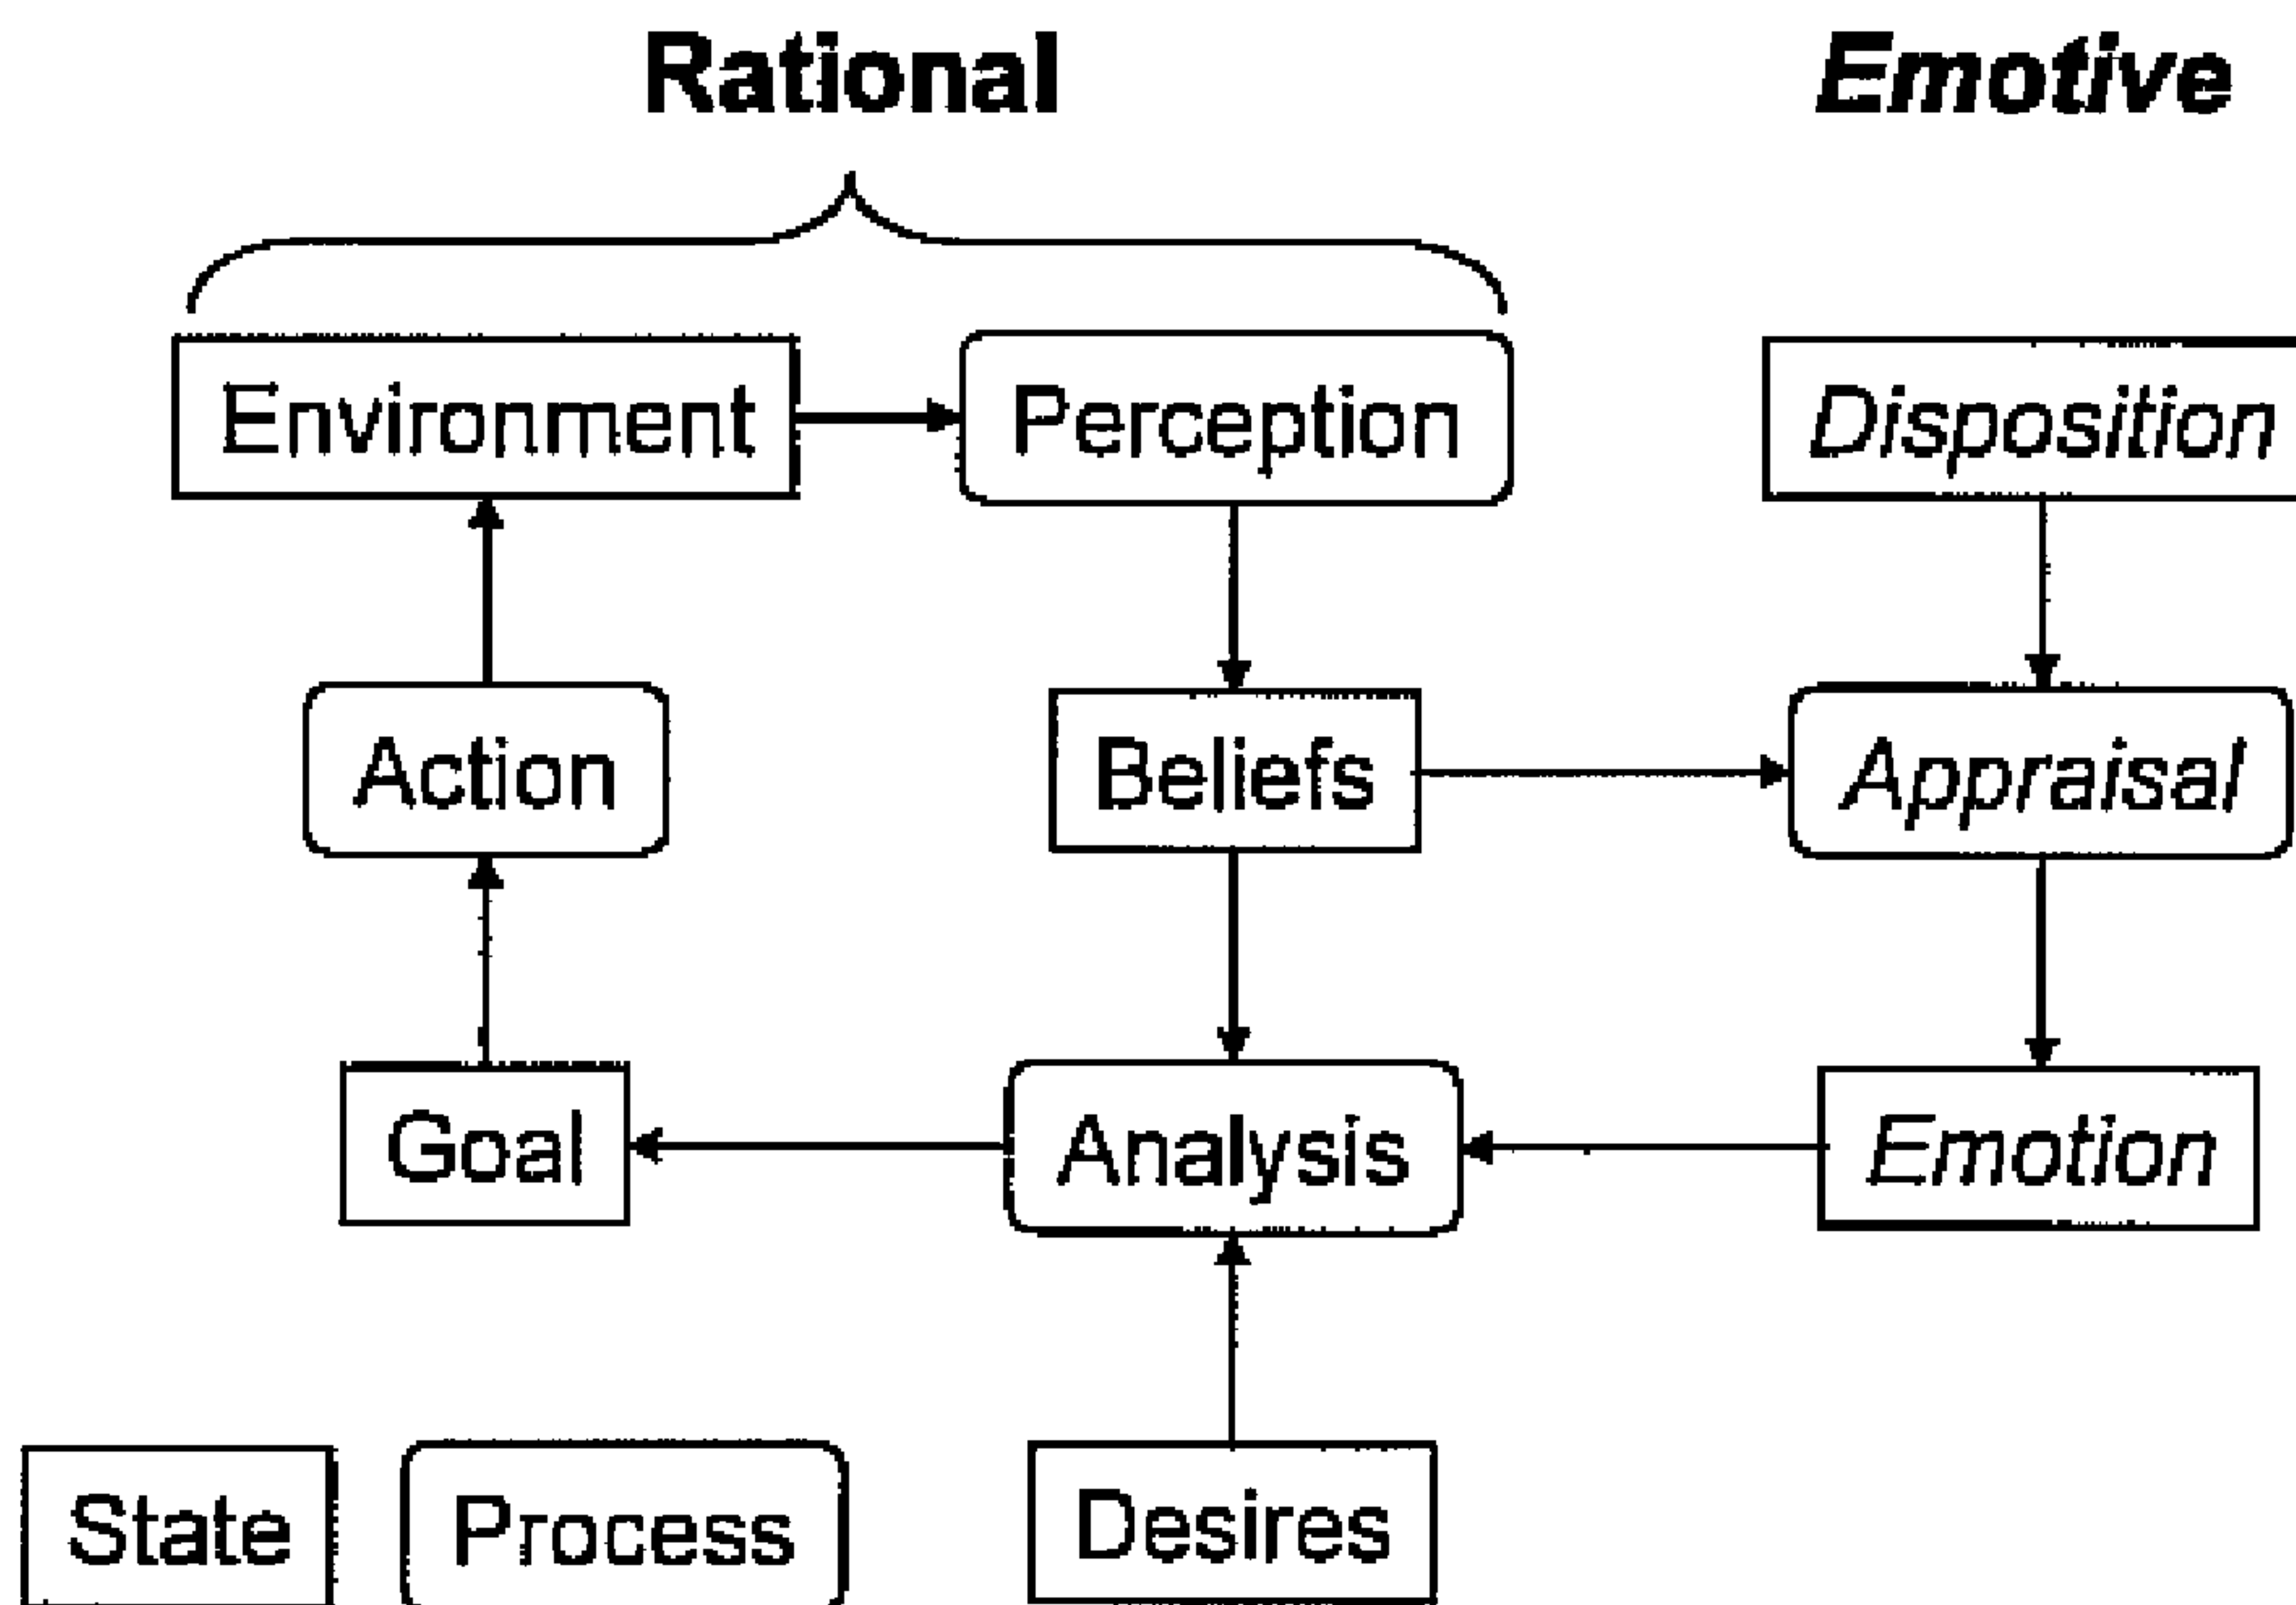 Rational Emotive
Environment Perception Disposition
Action Beliefs Appraisal
Goal Analysis Emotion
State Process Desires